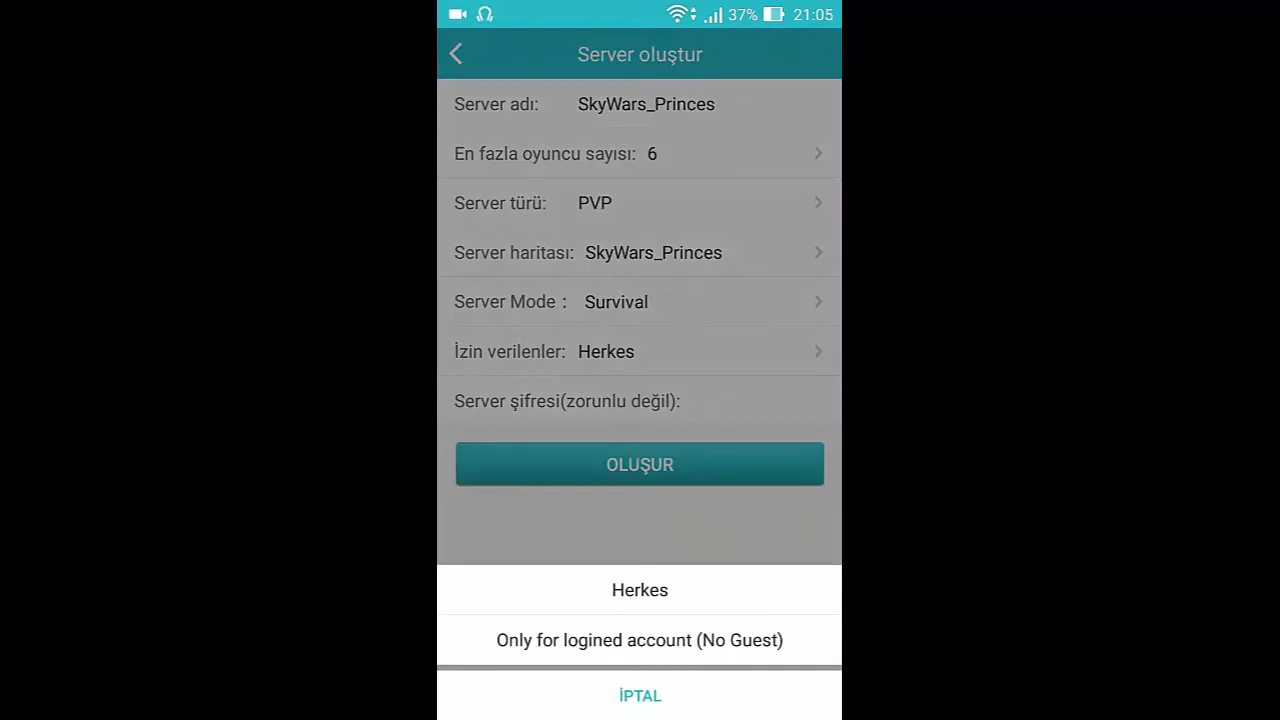 37% 21:05
Server oluştur
Server adı: SkyWars_Princes
En fazla oyuncu sayısı: 6
Server türü: PVP
Server haritası: SkyWars_Princes
Server Mode : Survival
İzin verilenler: Herkes
Server şifresi(zorunlu değil):
OLUŞUR
Herkes
Only for logined account (No Guest)
İPTAL